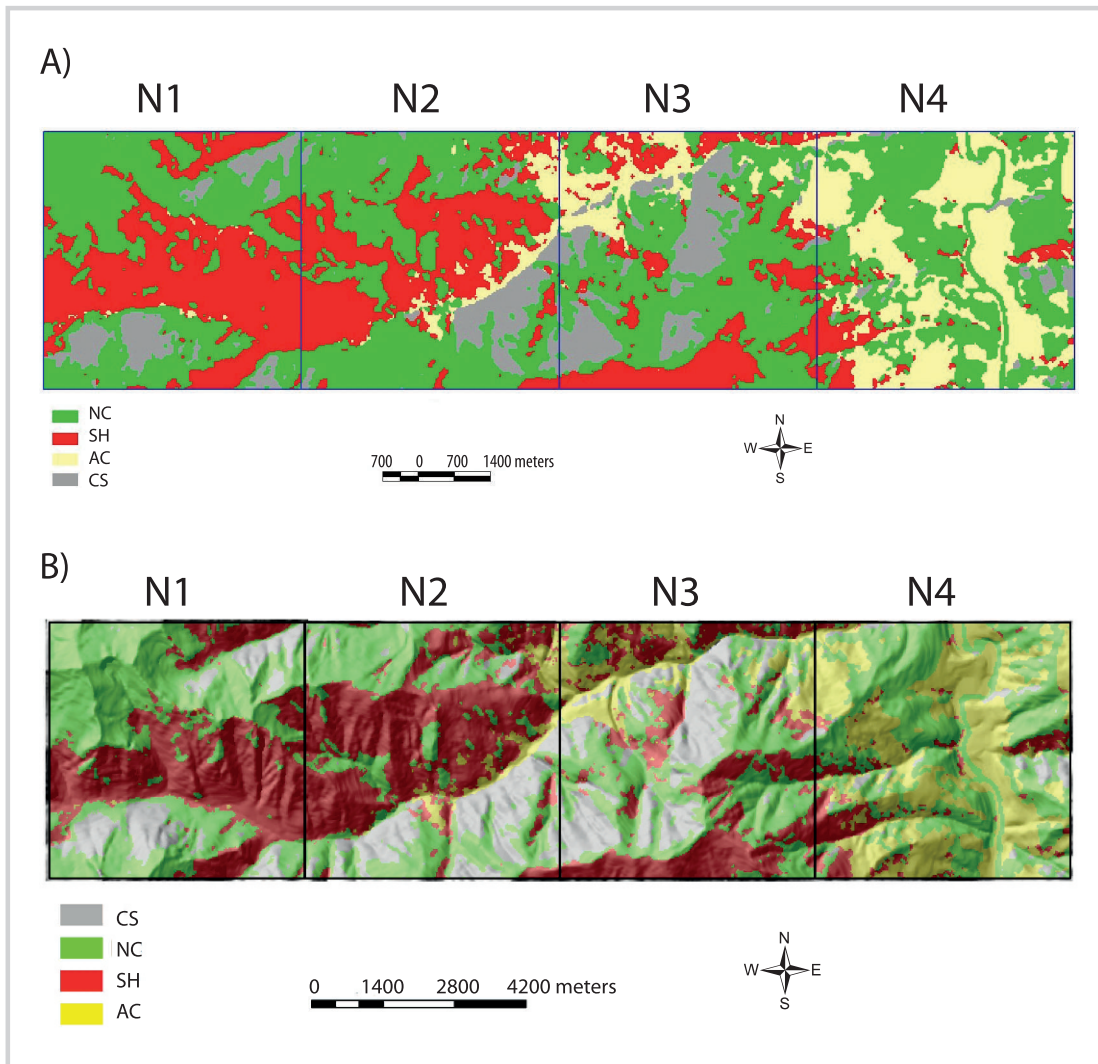 A)
N1 N2 N3 N4
NC
SH
AC
CS
700 0 700 1400 meters
N
W E
S
B)
N1 N2 N3 N4
CS
NC
SH
AC
0 1400 2800 4200 meters
N
W E
S